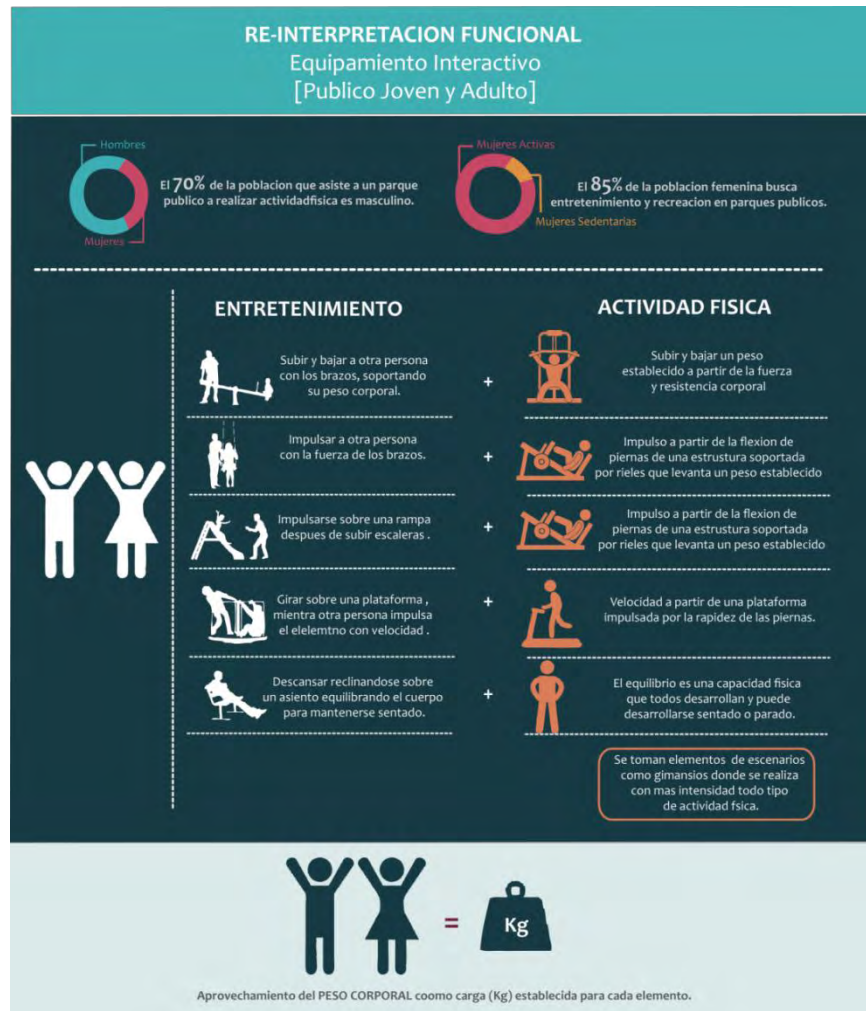 RE-INTERPRETACION FUNCIONAL
Equipamiento Interactivo
[Publico Joven y Adulto]
Hombres
El 70% de la poblacion que asiste a un parque
publico a realizar actividadfisica es masculino.
Mujeres
Mujeres Activas
El 85% de la poblacion femenina busca
entretenimiento y recreacion en parques publicos.
Mujeres Sedentarias
ENTRETENIMIENTO
ACTIVIDAD FISICA
Subir y bajar a otra persona
con los brazos, soportando
su peso corporal.
+
Subir y bajar un peso
establecido a partir de la fuerza
y resistencia corporal
Impulsar a otra persona
con la fuerza de los brazos.
+
Impulso a partir de la flexion de
piernas de una estrustura soportada
por rieles que levanta un peso establecido
Impulsarse sobre una rampa
despues de subir escaleras .
+
Impulso a partir de la flexion de
piernas de una estrustura soportada
por rieles que levanta un peso establecido
Girar sobre una plataforma ,
mientra otra persona impulsa
el elelemtno con velocidad .
+
Velocidad a partir de una plataforma
impulsada por la rapidez de las piernas.
Descansar reclinandose sobre
un asiento equilibrando el cuerpo
para mantenerse sentado.
+
El equilibrio es una capacidad fisica
que todos desarrollan y puede
desarrollarse sentado o parado.
Se toman elementos de escenarios
como gimansios donde se realiza
con mas intensidad todo tipo
de actividad fsica.
=
Kg
Aprovechamiento del PESO CORPORAL coomo carga (Kg) establecida para cada elemento.